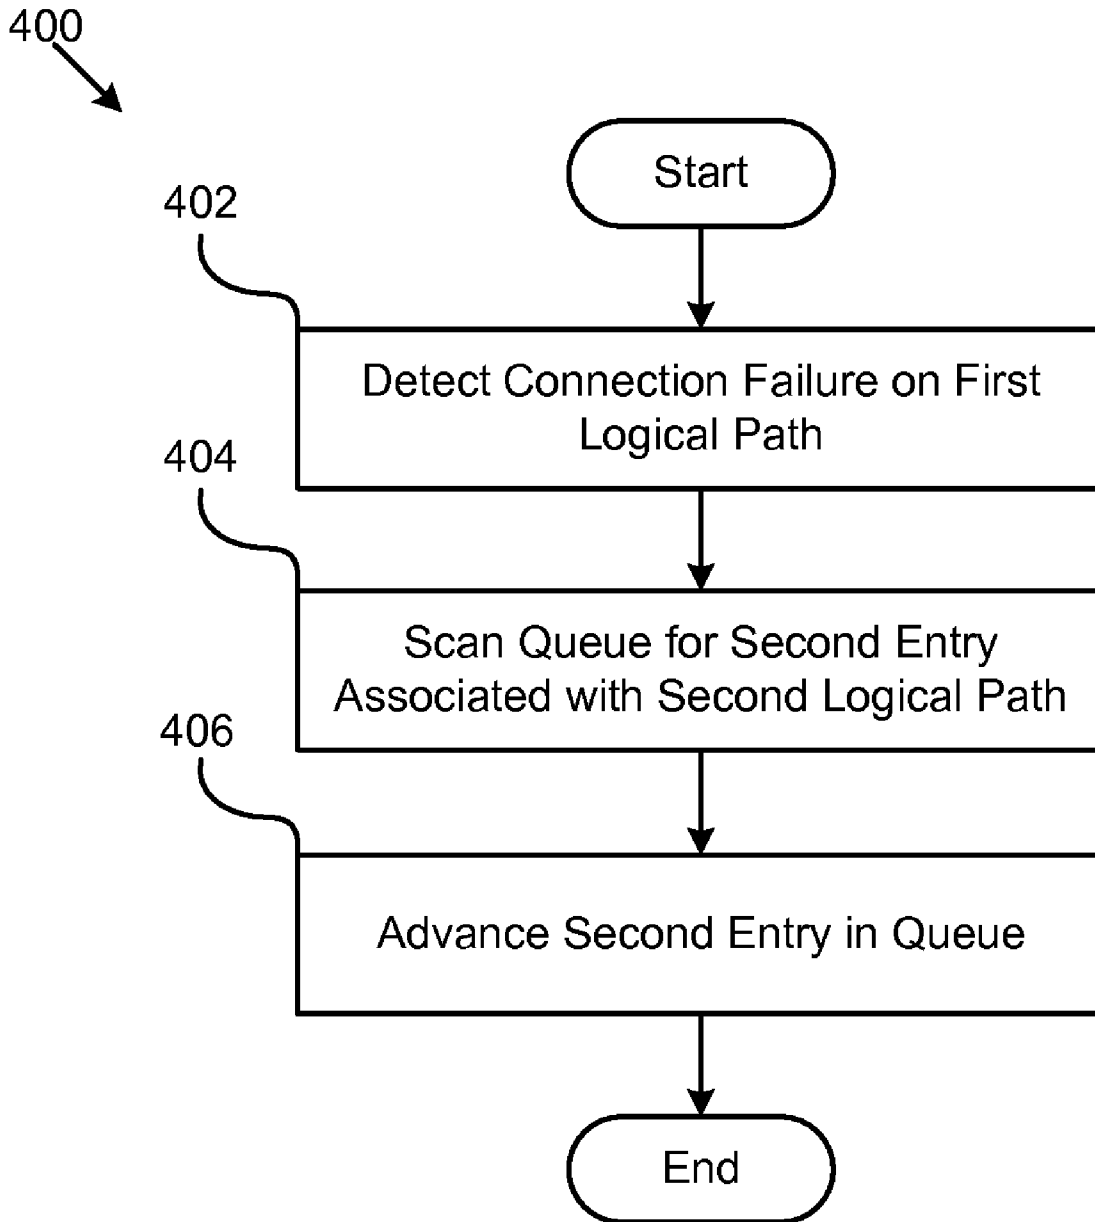 400
Start
402
Detect Connection Failure on First
Logical Path
404
Scan Queue for Second Entry
Associated with Second Logical Path
406
Advance Second Entry in Queue
End